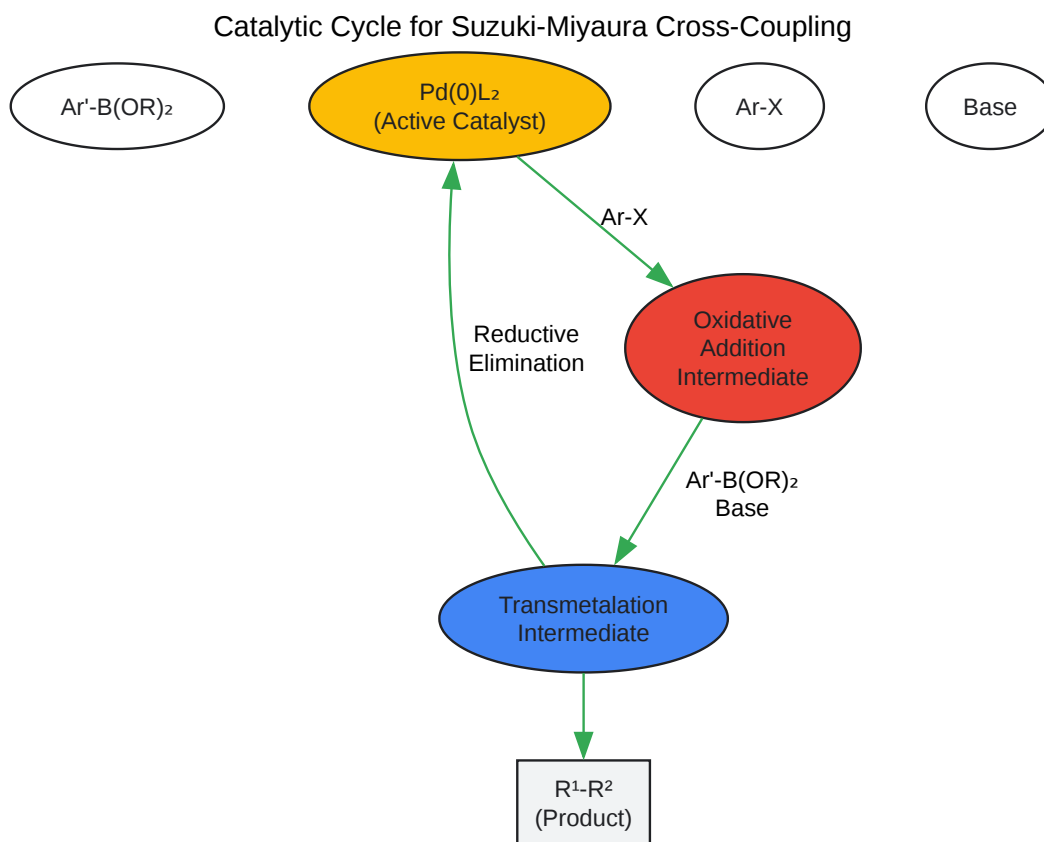 Catalytic Cycle for Suzuki-Miyaura Cross-Coupling
Ar'-B(OR)₂
Pd(0)L₂
(Active Catalyst)
Ar-X
Base
Ar-X
Oxidative
Addition
Intermediate
Reductive
Elimination
Ar'-B(OR)₂
Base
Transmetalation
Intermediate
R¹-R²
(Product)